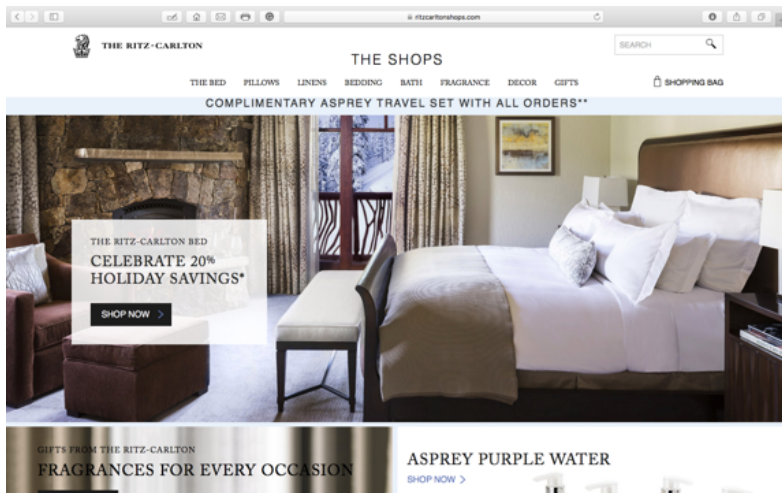 ritzcarltonshops.com
THE RITZ-CARLTON
THE SHOPS
SEARCH
THE BED PILLOWS LINENS BEDDING BATH FRAGRANCE DECOR GIFTS
SHOPPING BAG
COMPLIMENTARY ASPREY TRAVEL SET WITH ALL ORDERS**
THE RITZ-CARLTON BED
CELEBRATE 20%
HOLIDAY SAVINGS*
SHOP NOW >
GIFTS FROM THE RITZ-CARLTON
FRAGRANCES FOR EVERY OCCASION
ASPREY PURPLE WATER
SHOP NOW >